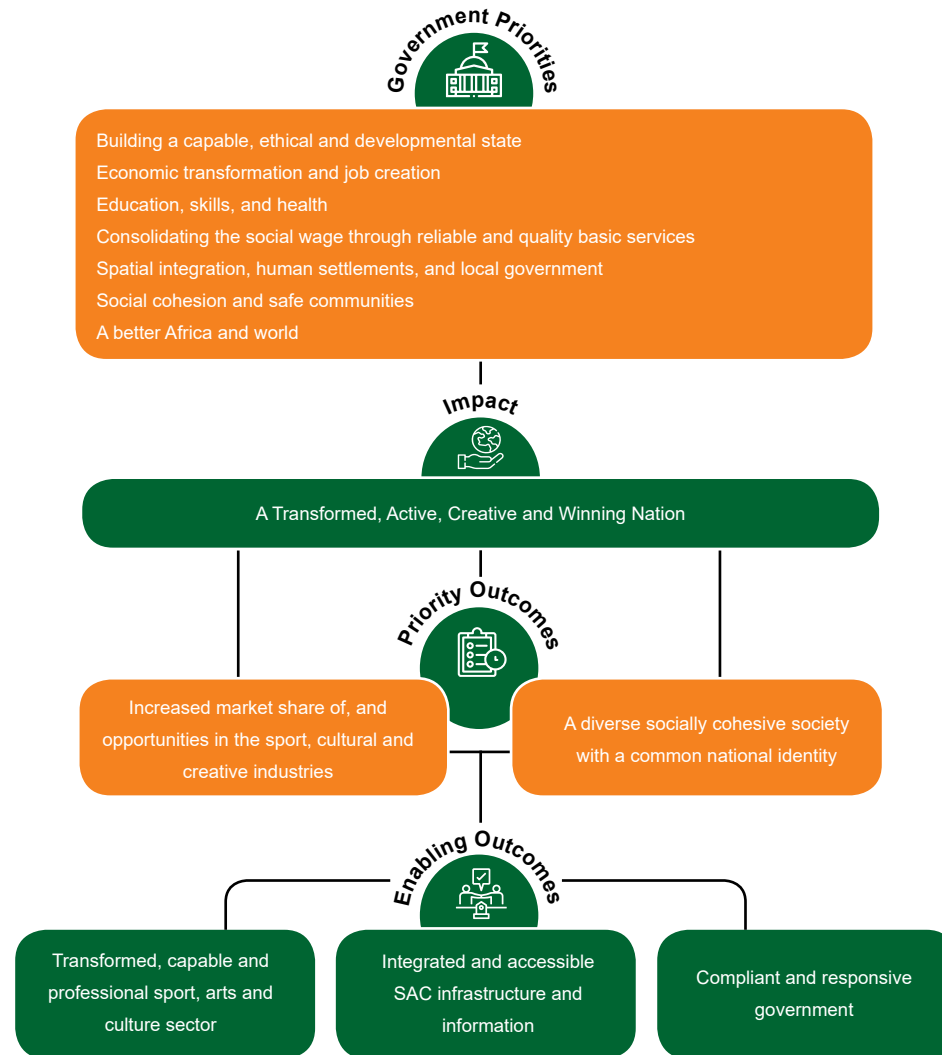 Government Priorities
Building a capable, ethical and developmental state
Economic transformation and job creation
Education, skills, and health
Consolidating the social wage through reliable and quality basic services
Spatial integration, human settlements, and local government
Social cohesion and safe communities
A better Africa and world
Impact
A Transformed, Active, Creative and Winning Nation
Priority Outcomes
Increased market share of, and
opportunities in the sport, cultural and
creative industries
A diverse socially cohesive society
with a common national identity
Enabling Outcomes
Transformed, capable and
professional sport, arts and
culture sector
Integrated and accessible
SAC infrastructure and
information
Compliant and responsive
government